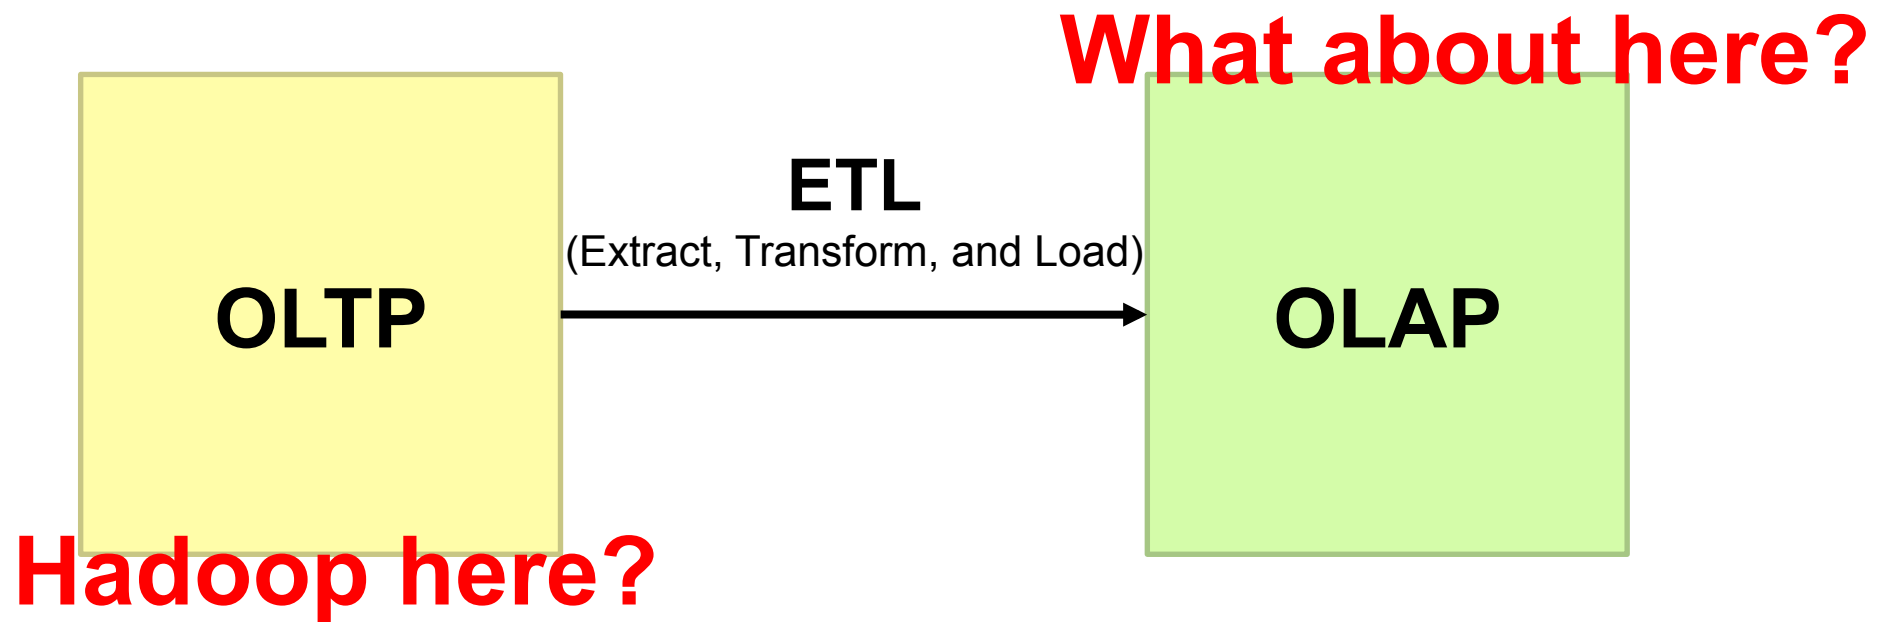 What about here?
ETL
(Extract, Transform, and Load)
OLTP
OLAP
Hadoop here?